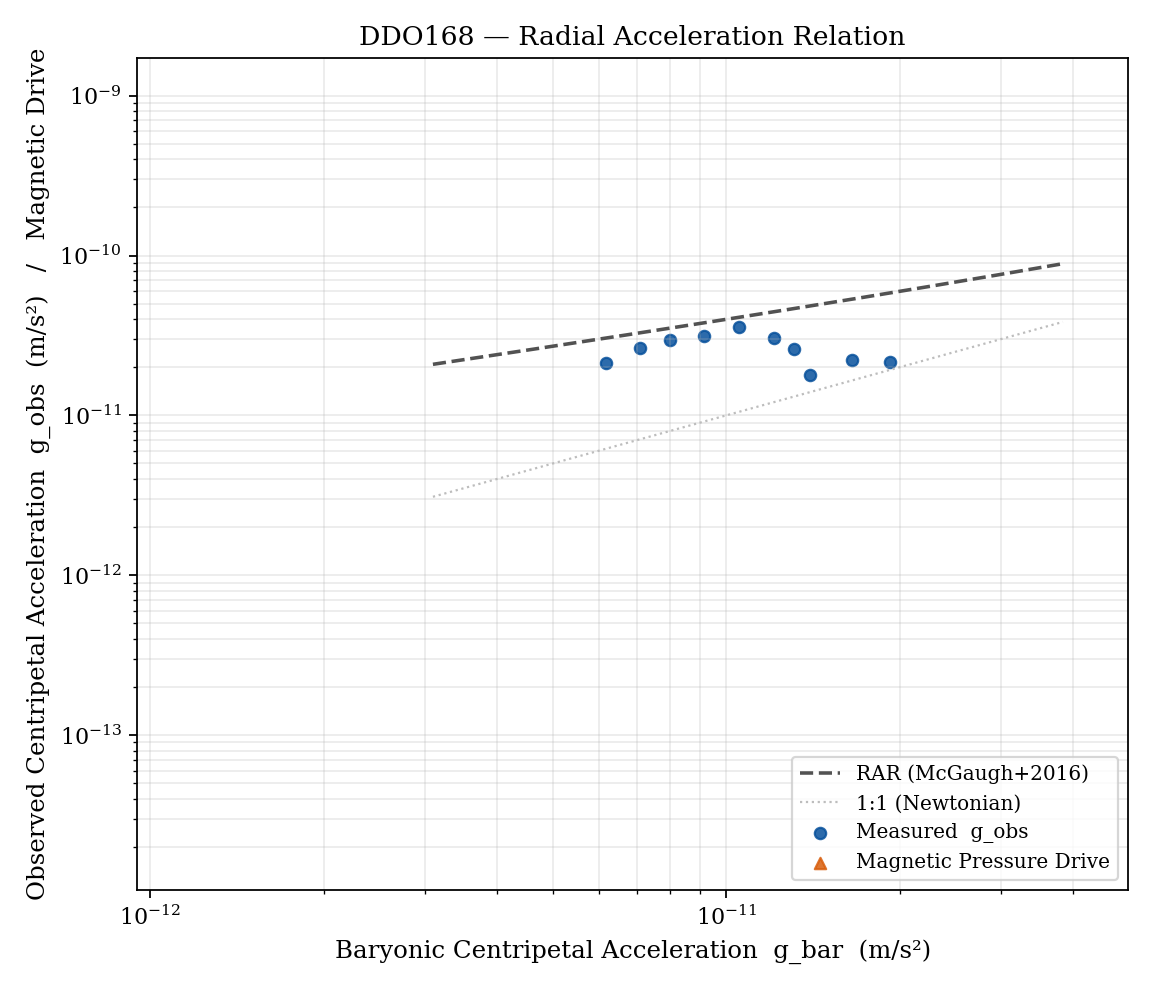 DDO168 — Radial Acceleration Relation
Observed Centripetal Acceleration  g_obs  (m/s²)   /   Magnetic Drive
10⁻⁹
10⁻¹⁰
10⁻¹¹
10⁻¹²
10⁻¹³
RAR (McGaugh+2016)
1:1 (Newtonian)
Measured  g_obs
Magnetic Pressure Drive
10⁻¹²
10⁻¹¹
Baryonic Centripetal Acceleration  g_bar  (m/s²)